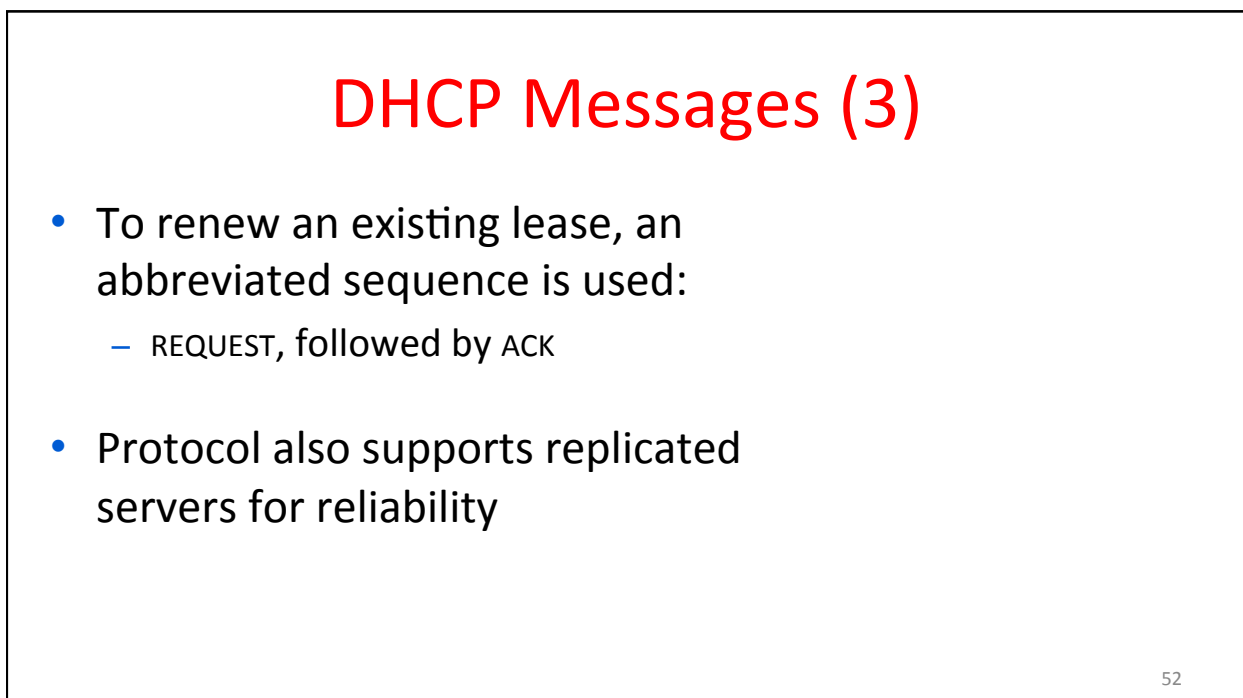 DHCP Messages (3)
• To renew an existing lease, an
abbreviated sequence is used:
– REQUEST, followed by ACK
• Protocol also supports replicated
servers for reliability
52